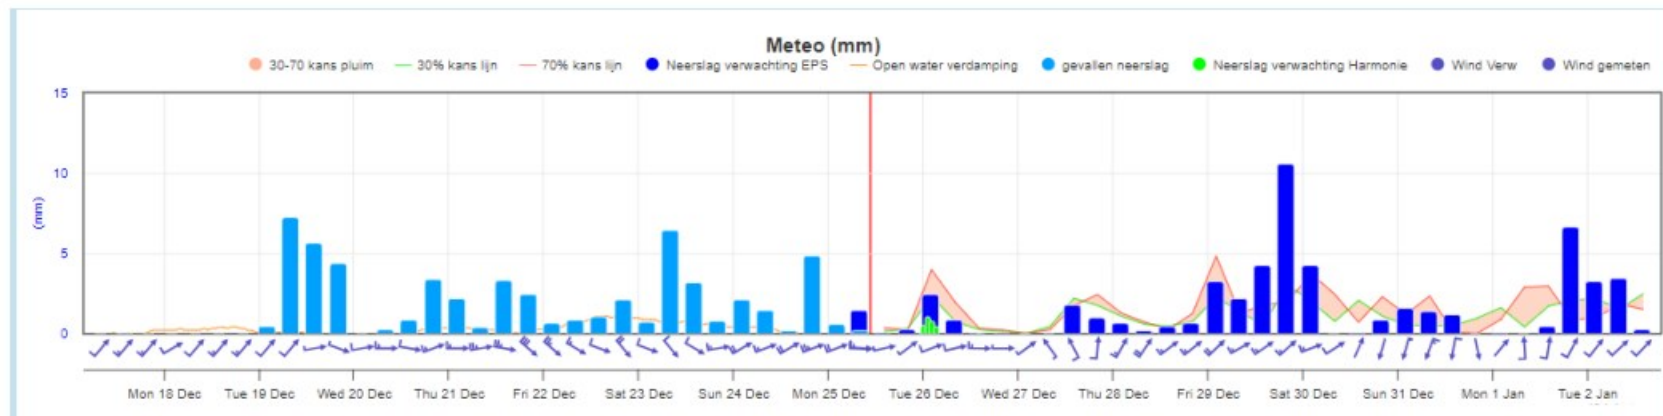 Meteo (mm)
30-70 kans pluim 30% kans lijn 70% kans lijn Neerslag verwachting EPS Open water verdamping gevallen neerslag Neerslag verwachting Harmonie Wind Verw Wind gemeten
15
10
5
0
(mm)
Mon 18 Dec Tue 19 Dec Wed 20 Dec Thu 21 Dec Fri 22 Dec Sat 23 Dec Sun 24 Dec Mon 25 Dec Tue 26 Dec Wed 27 Dec Thu 28 Dec Fri 29 Dec Sat 30 Dec Sun 31 Dec Mon 1 Jan Tue 2 Jan